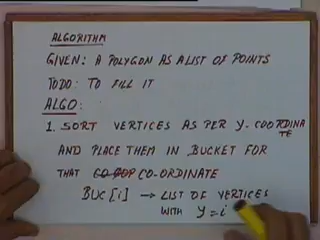 ALGORITHM
GIVEN: A POLYGON AS A LIST OF POINTS
TODO: TO FILL IT
ALGO:
1. SORT VERTICES AS PER Y-COORDINATE
AND PLACE THEM IN BUCKET FOR
THAT CO-ORDINATE
BUC[i] → LIST OF VERTICES
WITH Y=i